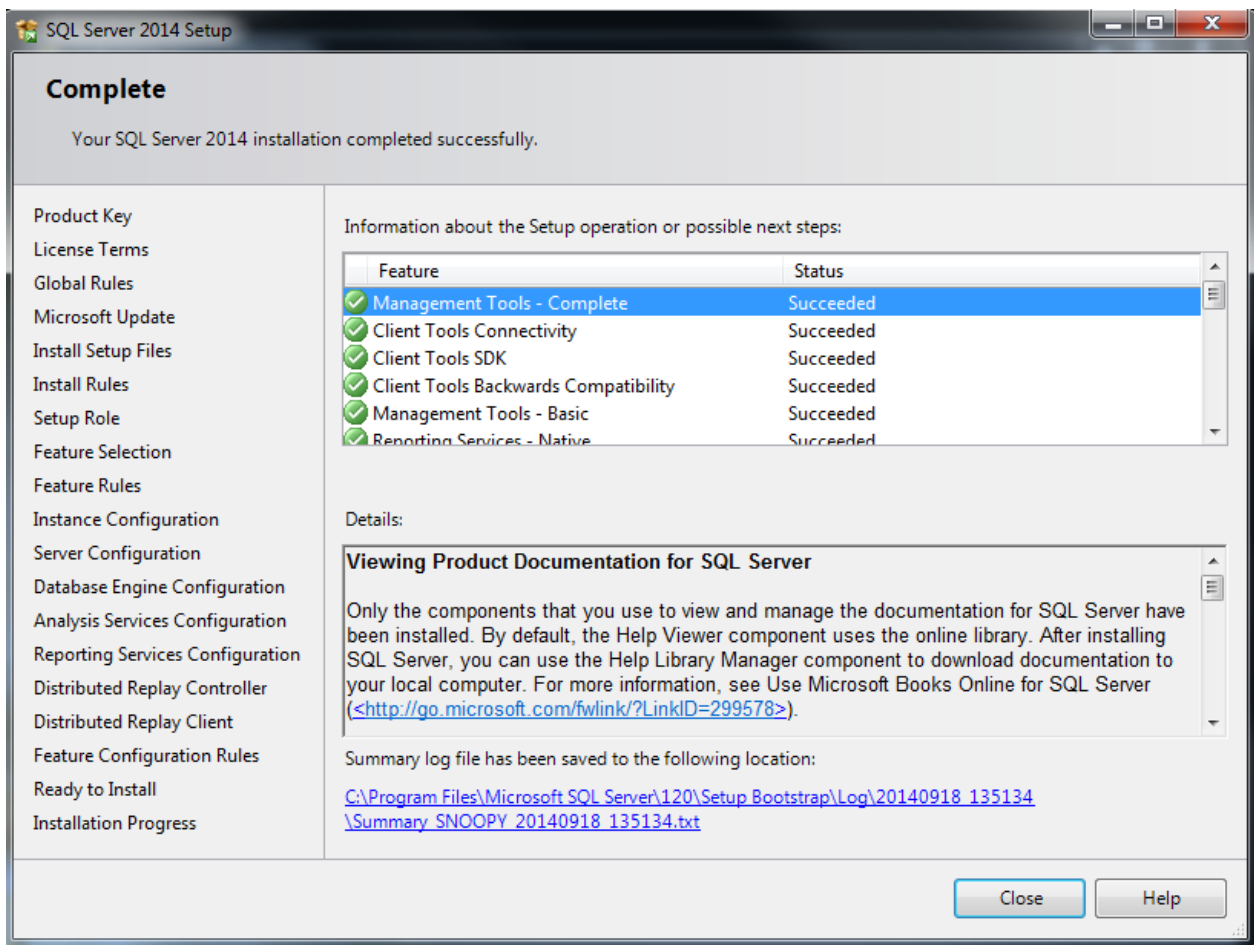 SQL Server 2014 Setup
Complete
Your SQL Server 2014 installation completed successfully.
Product Key
License Terms
Global Rules
Microsoft Update
Install Setup Files
Install Rules
Setup Role
Feature Selection
Feature Rules
Instance Configuration
Server Configuration
Database Engine Configuration
Analysis Services Configuration
Reporting Services Configuration
Distributed Replay Controller
Distributed Replay Client
Feature Configuration Rules
Ready to Install
Installation Progress
Information about the Setup operation or possible next steps:
Feature Status
Management Tools - Complete Succeeded
Client Tools Connectivity Succeeded
Client Tools SDK Succeeded
Client Tools Backwards Compatibility Succeeded
Management Tools - Basic Succeeded
Reporting Services - Native Succeeded
Details:
Viewing Product Documentation for SQL Server
Only the components that you use to view and manage the documentation for SQL Server have
been installed. By default, the Help Viewer component uses the online library. After installing
SQL Server, you can use the Help Library Manager component to download documentation to
your local computer. For more information, see Use Microsoft Books Online for SQL Server
(<http://go.microsoft.com/fwlink/?LinkID=299578>).
Summary log file has been saved to the following location:
C:\Program Files\Microsoft SQL Server\120\Setup Bootstrap\Log\20140918_135134
\Summary_SNOOPY_20140918_135134.txt
Close Help